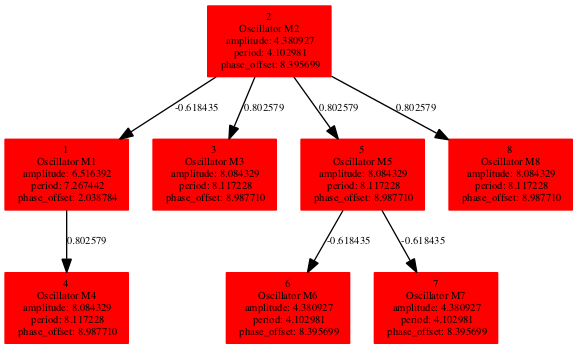 2
Oscillator M2
amplitude: 4.380927
period: 4.102981
phase_offset: 8.395699
-0.618435
0.802579
0.802579
0.802579
1
Oscillator M1
amplitude: 6.516392
period: 7.267442
phase_offset: 2.038784
3
Oscillator M3
amplitude: 8.084329
period: 8.117228
phase_offset: 8.987710
5
Oscillator M5
amplitude: 8.084329
period: 8.117228
phase_offset: 8.987710
8
Oscillator M8
amplitude: 8.084329
period: 8.117228
phase_offset: 8.987710
0.802579
-0.618435
-0.618435
4
Oscillator M4
amplitude: 8.084329
period: 8.117228
phase_offset: 8.987710
6
Oscillator M6
amplitude: 4.380927
period: 4.102981
phase_offset: 8.395699
7
Oscillator M7
amplitude: 4.380927
period: 4.102981
phase_offset: 8.395699